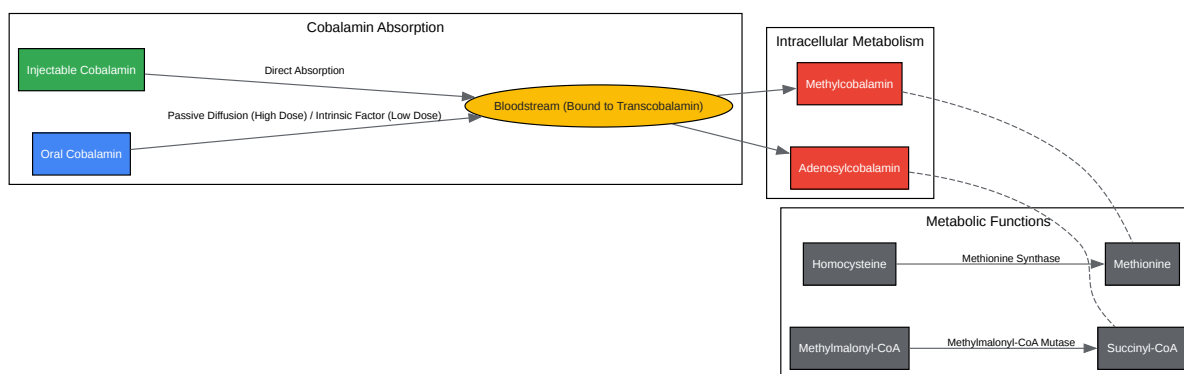 Cobalamin Absorption
Injectable Cobalamin
Direct Absorption
Bloodstream (Bound to Transcobalamin)
Passive Diffusion (High Dose) / Intrinsic Factor (Low Dose)
Oral Cobalamin
Intracellular Metabolism
Methylcobalamin
Adenosylcobalamin
Metabolic Functions
Homocysteine
Methionine Synthase
Methionine
Methylmalonyl-CoA
Methylmalonyl-CoA Mutase
Succinyl-CoA